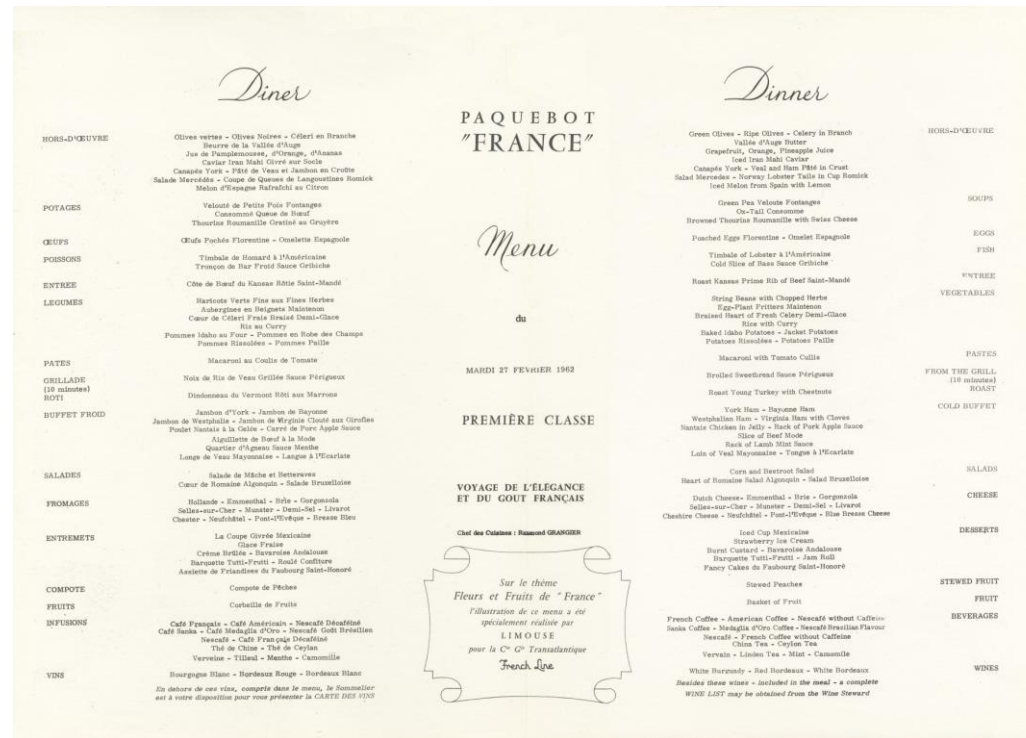 Dîner
HORS-D'ŒUVRE
Olives vertes - Olives Noires - Céleri en Branche
Beurre de la Vallée d'Auge
Jus de Pamplemousse, d'Orange, d'Ananas
Caviar Iran Mahi Givré sur Socle
Canapés York - Pâté de Veau et Jambon en Croûte
Salade Mercédès - Coupe de Queues de Langoustines Romick
Melon d'Espagne Rafraîchi au Citron
POTAGES
Velouté de Petits Pois Fontanges
Consommé Queue de Bœuf
Thourins Roumanille Gratiné au Gruyère
ŒUFS
Œufs Pochés Florentine - Omelette Espagnole
POISSONS
Timbale de Homard à l'Américaine
Tronçon de Bar Froid Sauce Gribiche
ENTREE
Côte de Bœuf du Kansas Rôtie Saint-Mandé
LEGUMES
Haricots Verts Fins aux Fines Herbes
Aubergines en Beignets Maintenon
Cœur de Céleri Frais Braisé Demi-Glace
Riz au Curry
Pommes Idaho au Four - Pommes en Robe des Champs
Pommes Rissolées - Pommes Paille
PATES
Macaroni au Coulis de Tomate
GRILLADE
(10 minutes)
Noix de Ris de Veau Grillée Sauce Périgueux
ROTI
Dindonneau du Vermont Rôti aux Marrons
BUFFET FROID
Jambon d'York - Jambon de Bayonne
Jambon de Westphalie - Jambon de Virginie Clouté aux Girofles
Poulet Nantais à la Gelée - Carré de Porc Apple Sauce
Aiguillette de Bœuf à la Mode
Quartier d'Agneau Sauce Menthe
Longe de Veau Mayonnaise - Langue à l'Ecarlate
SALADES
Salade de Mâche et Betteraves
Cœur de Romaine Algonquin - Salade Bruxelloise
FROMAGES
Hollande - Emmenthal - Brie - Gorgonzola
Selles-sur-Cher - Munster - Demi-Sel - Livarot
Chester - Neufchâtel - Pont-l'Evêque - Bresse Bleu
ENTREMETS
La Coupe Givrée Mexicaine
Glace Fraise
Crème Brûlée - Bavaroise Andalouse
Barquette Tutti-Frutti - Roulé Confiture
Assiette de Friandises du Faubourg Saint-Honoré
COMPOTE
Compote de Pêches
FRUITS
Corbeille de Fruits
INFUSIONS
Café Français - Café Américain - Nescafé Décaféiné
Café Sanka - Café Medaglia d'Oro - Nescafé Goût Brésilien
Nescafé - Café Français Décaféiné
Thé de Chine - Thé de Ceylan
Verveine - Tilleul - Menthe - Camomille
VINS
Bourgogne Blanc - Bordeaux Rouge - Bordeaux Blanc
En dehors de ces vins, compris dans le menu, le Sommelier
est à votre disposition pour vous présenter la CARTE DES VINS
PAQUEBOT
"FRANCE"
Menu
du
MARDI 27 FEVRIER 1962
PREMIÈRE CLASSE
VOYAGE DE L'ÉLÉGANCE
ET DU GOUT FRANÇAIS
Chef des Cuisines : Raymond GRANGIER
Sur le thème
Fleurs et Fruits de "France"
l'illustration de ce menu a été
spécialement réalisée par
LIMOUSE
pour la Cie Gle Transatlantique
French Line
Dinner
HORS-D'ŒUVRE
Green Olives - Ripe Olives - Celery in Branch
Vallée d'Auge Butter
Grapefruit, Orange, Pineapple Juice
Iced Iran Mahi Caviar
Canapés York - Veal and Ham Pâté in Crust
Salad Mercedes - Norway Lobster Tails in Cup Romick
Iced Melon from Spain with Lemon
SOUPS
Green Pea Veloute Fontanges
Ox-Tail Consomme
Browned Thourins Roumanille with Swiss Cheese
EGGS
Poached Eggs Florentine - Omelet Espagnole
FISH
Timbale of Lobster à l'Américaine
Cold Slice of Bass Sauce Gribiche
ENTREE
Roast Kansas Prime Rib of Beef Saint-Mandé
VEGETABLES
String Beans with Chopped Herbs
Egg-Plant Fritters Maintenon
Braised Heart of Fresh Celery Demi-Glace
Rice with Curry
Baked Idaho Potatoes - Jacket Potatoes
Potatoes Rissolées - Potatoes Paille
PASTES
Macaroni with Tomato Cullis
FROM THE GRILL
(10 minutes)
Broiled Sweetbread Sauce Périgueux
ROAST
Roast Young Turkey with Chestnuts
COLD BUFFET
York Ham - Bayonne Ham
Westphalian Ham - Virginia Ham with Cloves
Nantais Chicken in Jelly - Rack of Pork Apple Sauce
Slice of Beef Mode
Rack of Lamb Mint Sauce
Loin of Veal Mayonnaise - Tongue à l'Ecarlate
SALADS
Corn and Beetroot Salad
Heart of Romaine Salad Algonquin - Salad Bruxelloise
CHEESE
Dutch Cheese- Emmenthal - Brie - Gorgonzola
Selles-sur-Cher - Munster - Demi-Sel - Livarot
Cheshire Cheese - Neufchâtel - Pont-l'Evêque - Blue Bresse Cheese
DESSERTS
Iced Cup Mexicaine
Strawberry Ice Cream
Burnt Custard - Bavaroise Andalouse
Barquette Tutti-Frutti - Jam Roll
Fancy Cakes du Faubourg Saint-Honoré
STEWED FRUIT
Stewed Peaches
FRUIT
Basket of Fruit
BEVERAGES
French Coffee - American Coffee - Nescafé without Caffeine
Sanka Coffee - Medaglia d'Oro Coffee - Nescafé Brazilian Flavour
Nescafé - French Coffee without Caffeine
China Tea - Ceylon Tea
Vervain - Linden Tea - Mint - Camomile
WINES
White Burgundy - Red Bordeaux - White Bordeaux
Besides these wines - included in the meal - a complete
WINE LIST may be obtained from the Wine Steward